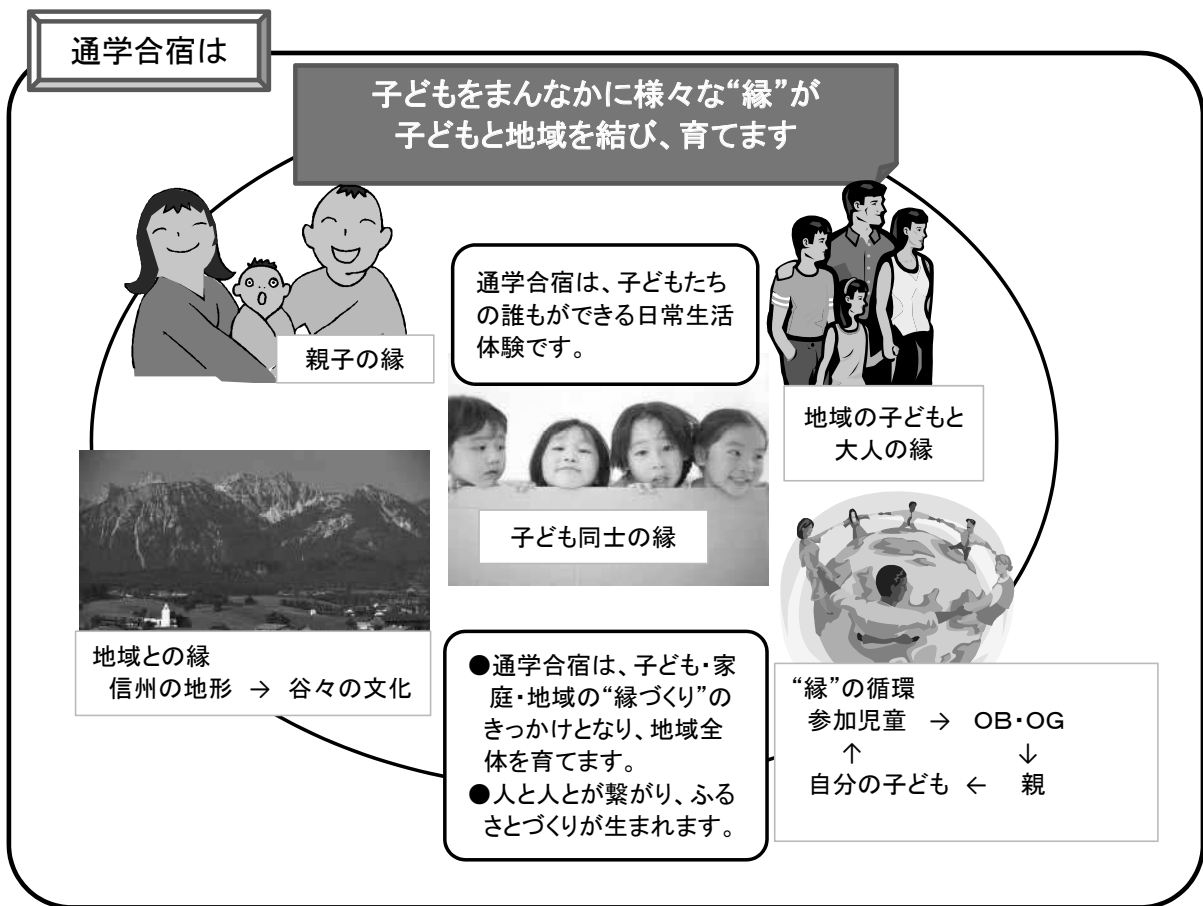 通学合宿は
子どもをまんなかに様々な“縁”が
子どもと地域を結び、育てます
親子の縁
通学合宿は、子どもたち
の誰もができる日常生活
体験です。
地域の子どもと
大人の縁
子ども同士の縁
地域との縁
信州の地形 → 谷々の文化
●通学合宿は、子ども・家
庭・地域の“縁づくり”の
きっかけとなり、地域全
体を育てます。
●人と人とが繋がり、ふる
さとづくりが生まれます。
“縁”の循環
参加児童 → OB・OG
↑ ↓
自分の子ども ← 親